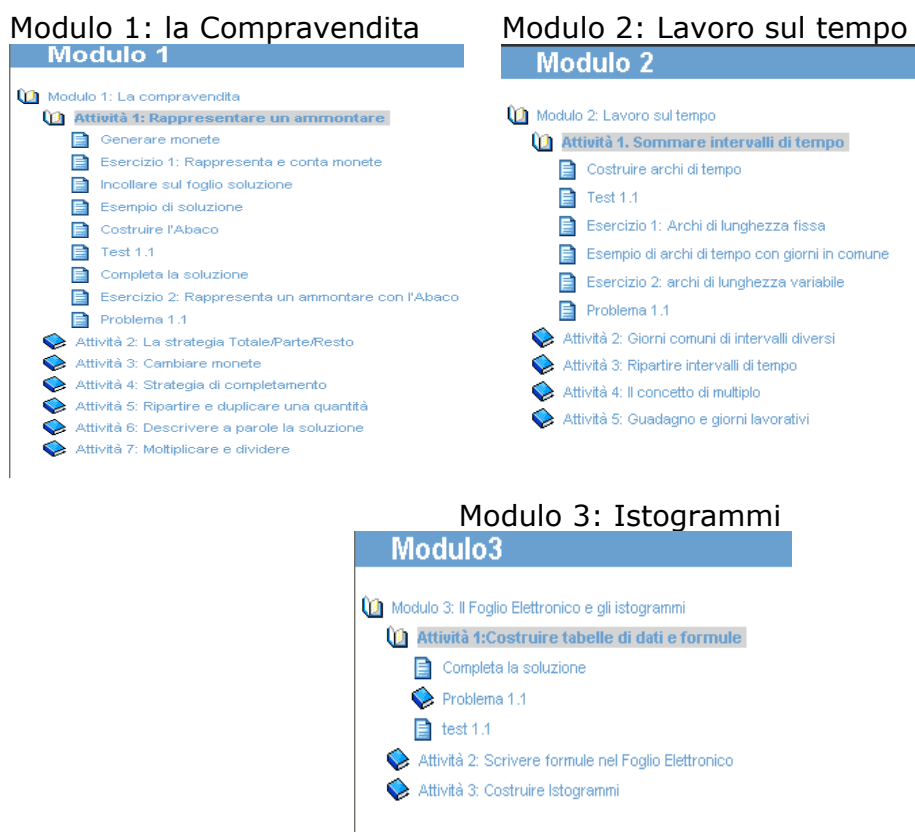 Modulo 1: la Compravendita
Modulo 1
Modulo 1: La compravendita
Attività 1: Rappresentare un ammontare
Generare monete
Esercizio 1: Rappresenta e conta monete
Incollare sul foglio soluzione
Esempio di soluzione
Costruire l'Abaco
Test 1.1
Completa la soluzione
Esercizio 2: Rappresenta un ammontare con l'Abaco
Problema 1.1
Attività 2: La strategia Totale/Parte/Resto
Attività 3: Cambiare monete
Attività 4: Strategia di completamento
Attività 5: Ripartire e duplicare una quantità
Attività 6: Descrivere a parole la soluzione
Attività 7: Moltiplicare e dividere
Modulo 2: Lavoro sul tempo
Modulo 2
Modulo 2: Lavoro sul tempo
Attività 1. Sommare intervalli di tempo
Costruire archi di tempo
Test 1.1
Esercizio 1: Archi di lunghezza fissa
Esempio di archi di tempo con giorni in comune
Esercizio 2: archi di lunghezza variabile
Problema 1.1
Attività 2: Giorni comuni di intervalli diversi
Attività 3: Ripartire intervalli di tempo
Attività 4: Il concetto di multiplo
Attività 5: Guadagno e giorni lavorativi
Modulo 3: Istogrammi
Modulo3
Modulo 3: Il Foglio Elettronico e gli istogrammi
Attività 1:Costruire tabelle di dati e formule
Completa la soluzione
Problema 1.1
test 1.1
Attività 2: Scrivere formule nel Foglio Elettronico
Attività 3: Costruire Istogrammi